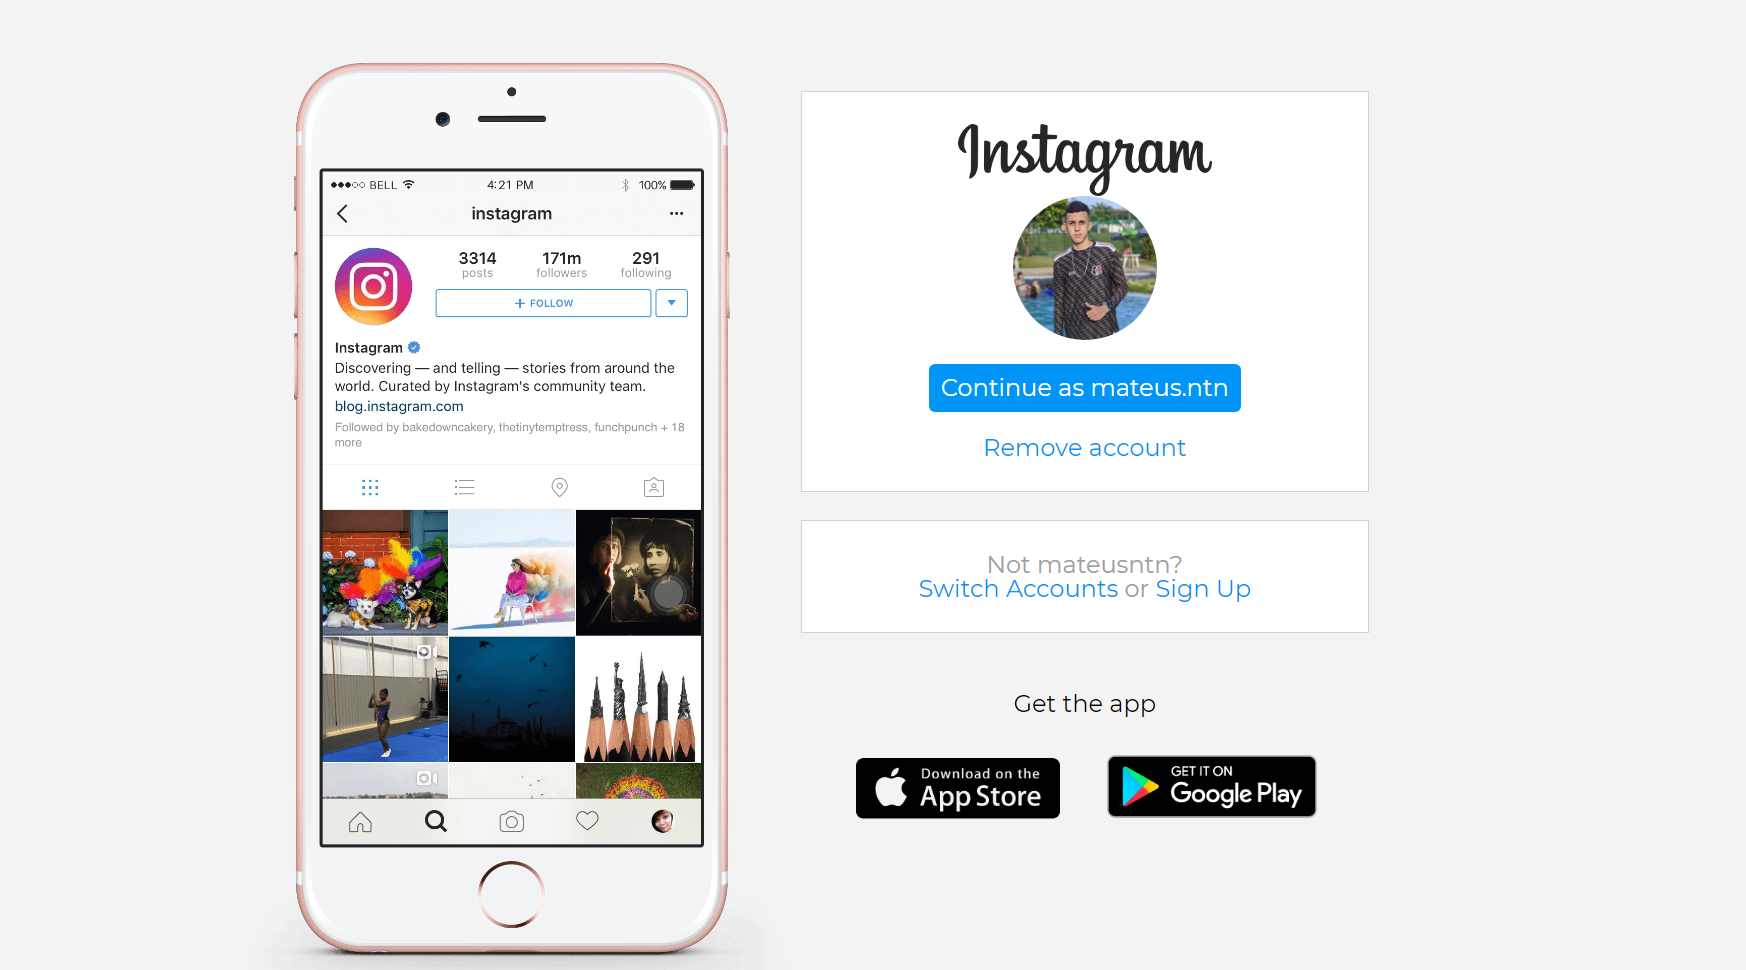 BELL
4:21 PM
100%
instagram
3314
171m
291
posts
followers
following
+ FOLLOW
Instagram
Discovering — and telling — stories from around the
world. Curated by Instagram's community team.
blog.instagram.com
Followed by bakedowncakery, thetinytemptress, funchpunch + 18
more
Instagram
Continue as mateus.ntn
Remove account
Not mateusntn?
Switch Accounts or Sign Up
Get the app
Download on the
App Store
GET IT ON
Google Play